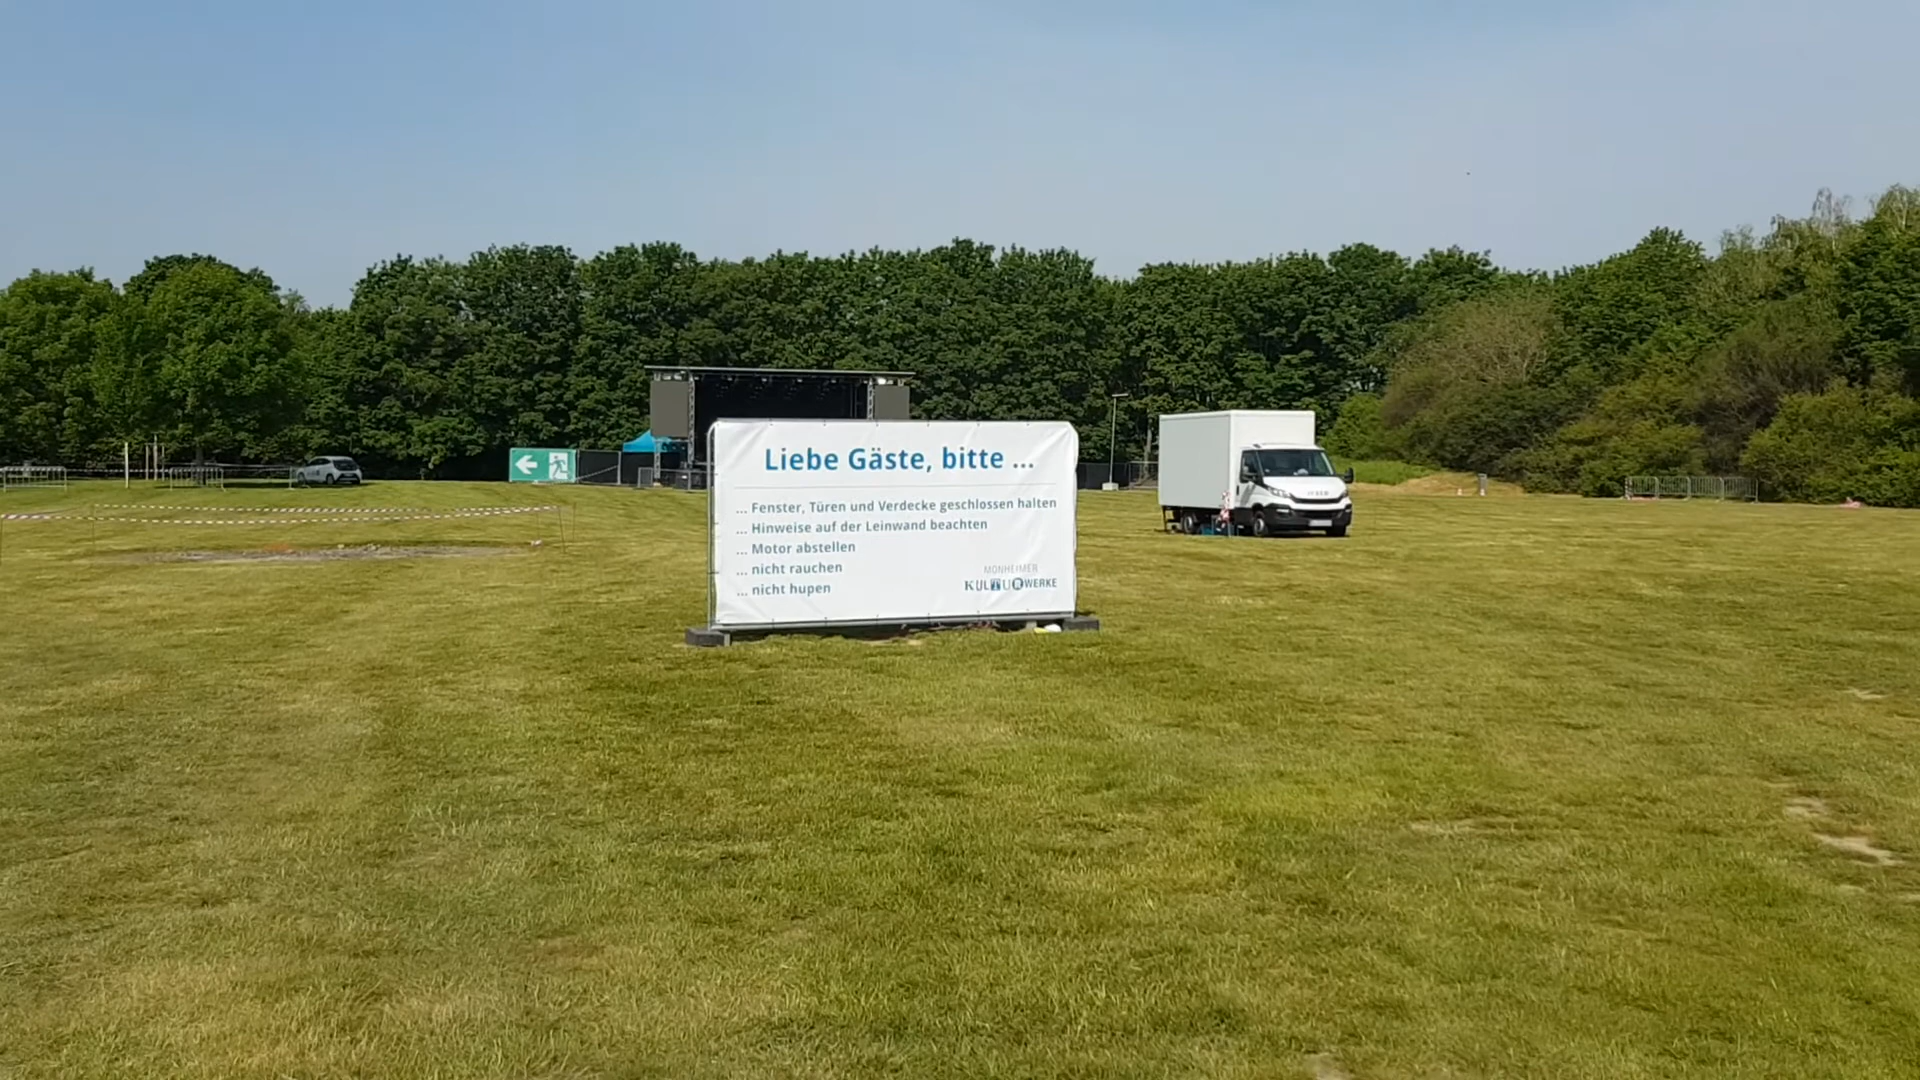 Liebe Gäste, bitte ...
... Fenster, Türen und Verdecke geschlossen halten
... Hinweise auf der Leinwand beachten
... Motor abstellen
... nicht rauchen
... nicht hupen
MONHEIMER
KULTURWERKE
IVECO